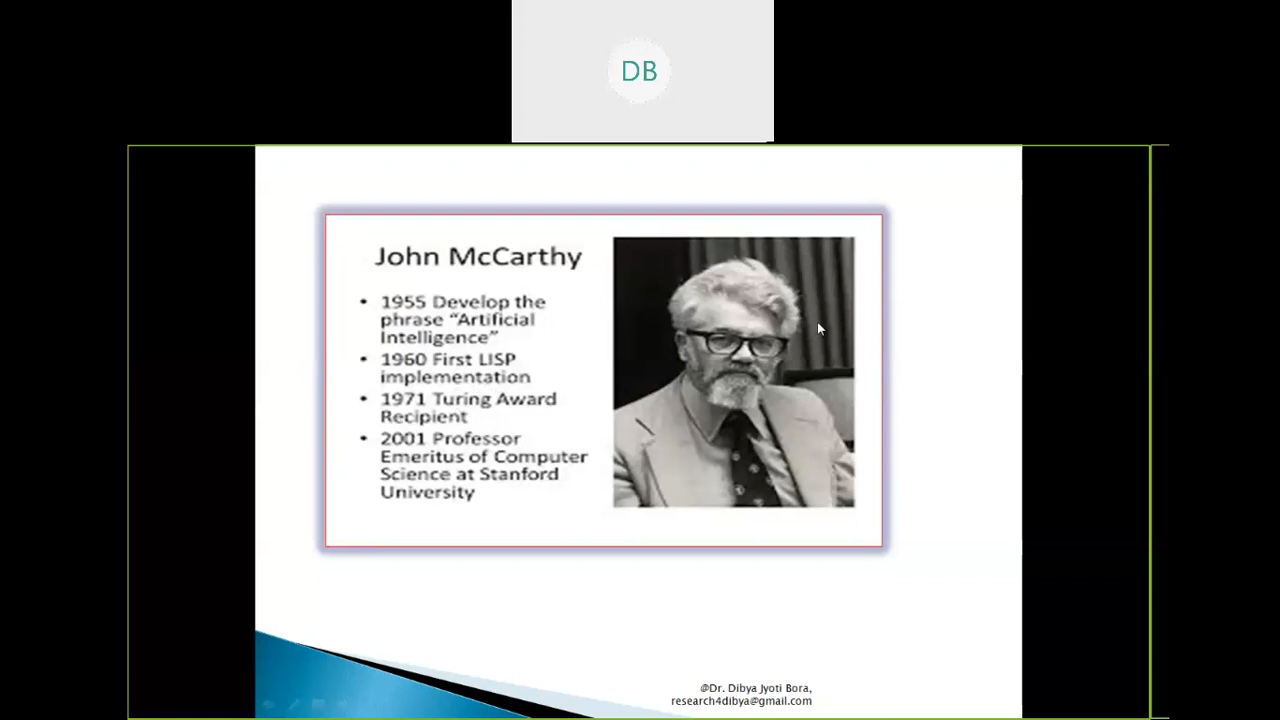 DB
John McCarthy
• 1955 Develop the
phrase “Artificial
Intelligence”
• 1960 First LISP
implementation
• 1971 Turing Award
Recipient
• 2001 Professor
Emeritus of Computer
Science at Stanford
University
@Dr. Dibya Jyoti Bora,
research4dibya@gmail.com